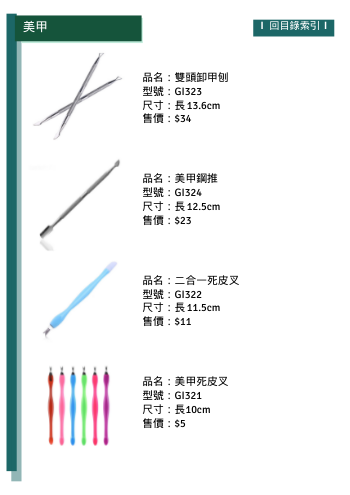 美甲
I 回目錄索引 I
品名：雙頭卸甲刨
型號：GI323
尺寸：長13.6cm
售價：$34
品名：美甲鋼推
型號：GI324
尺寸：長12.5cm
售價：$23
品名：二合一死皮叉
型號：GI322
尺寸：長11.5cm
售價：$11
品名：美甲死皮叉
型號：GI321
尺寸：長10cm
售價：$5